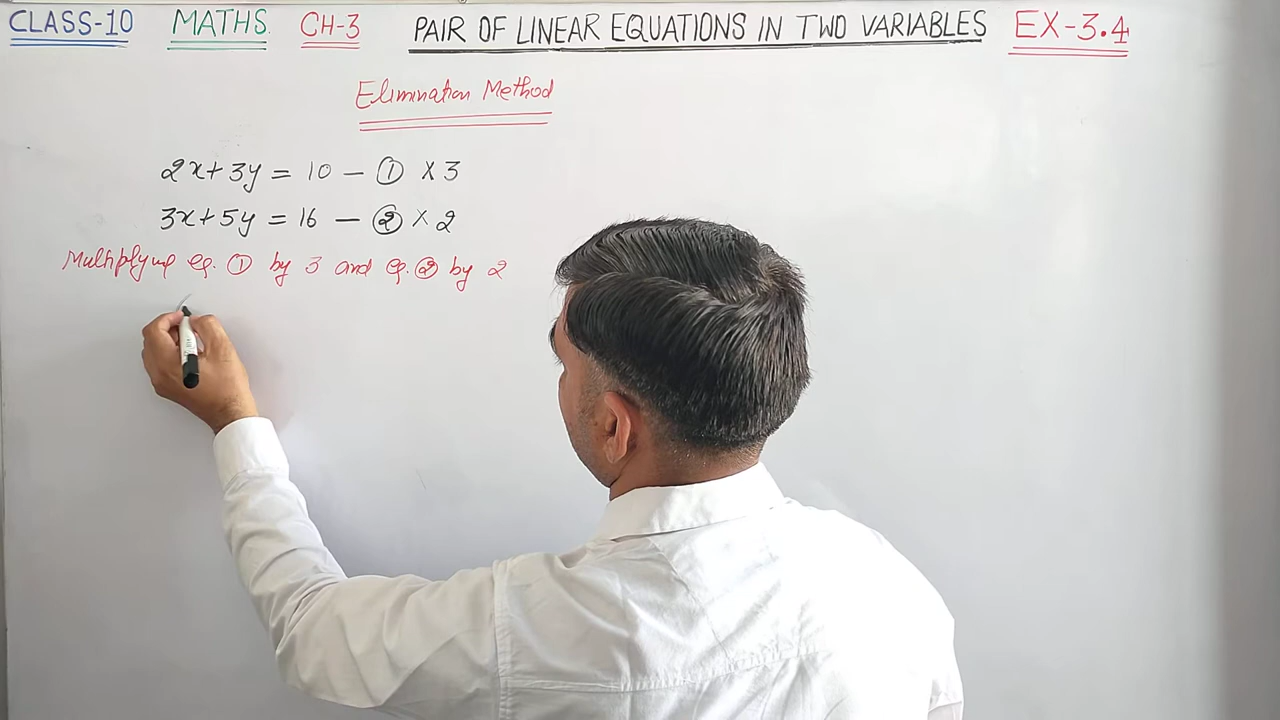 CLASS-10 MATHS. CH-3 PAIR OF LINEAR EQUATIONS IN TWO VARIABLES EX-3.4
Elimination Method
2x+3y = 10 – ① × 3
3x+5y = 16 – ② × 2
Multiplying eq. ① by 3 and eq. ② by 2